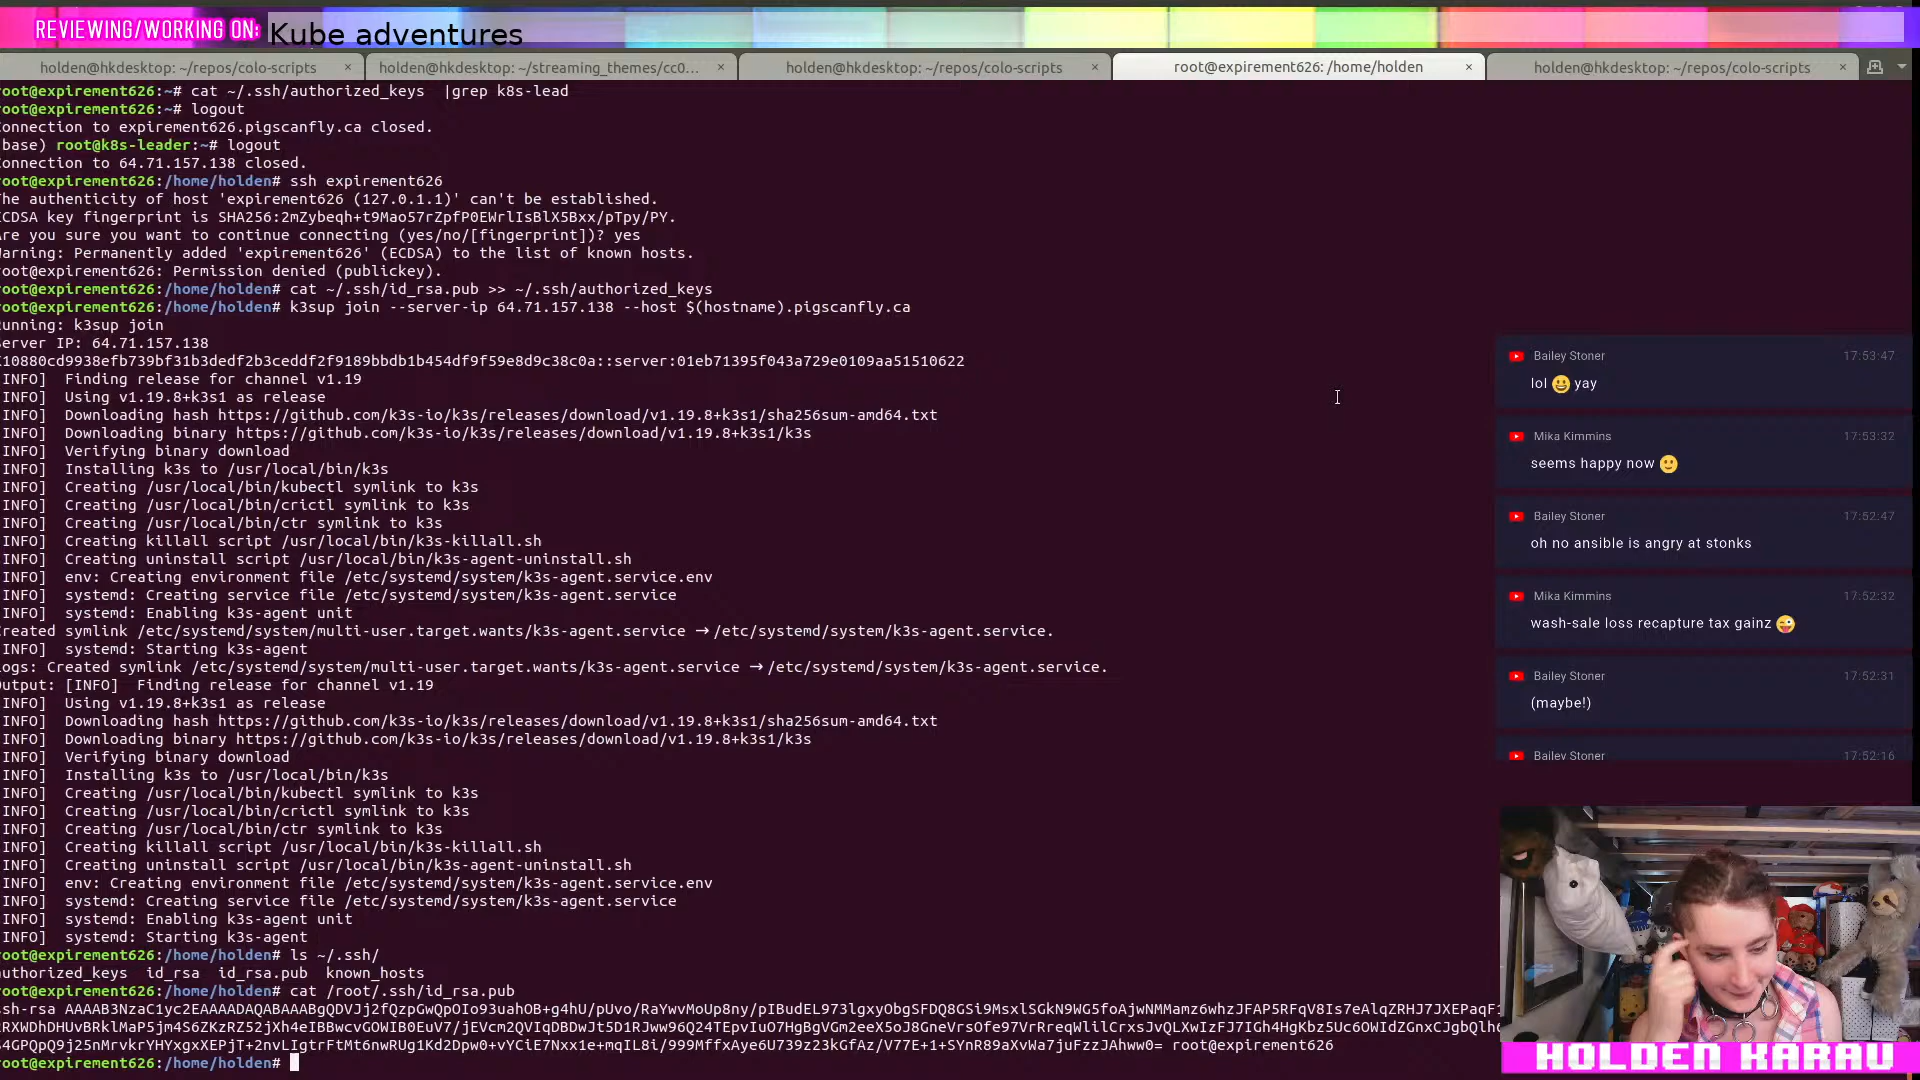 REVIEWING/WORKING ON: Kube adventures
holden@hkdesktop: ~/repos/colo-scripts × holden@hkdesktop: ~/streaming_themes/cc0... × holden@hkdesktop: ~/repos/colo-scripts × root@expirement626: /home/holden × holden@hkdesktop: ~/repos/colo-scripts ×
root@expirement626:~# cat ~/.ssh/authorized_keys  |grep k8s-lead
root@expirement626:~# logout
Connection to expirement626.pigscanfly.ca closed.
(base) root@k8s-leader:~# logout
Connection to 64.71.157.138 closed.
root@expirement626:/home/holden# ssh expirement626
The authenticity of host 'expirement626 (127.0.1.1)' can't be established.
ECDSA key fingerprint is SHA256:2mZybeqh+t9Mao57rZpfP0EWrlIsBlX5Bxx/pTpy/PY.
Are you sure you want to continue connecting (yes/no/[fingerprint])? yes
Warning: Permanently added 'expirement626' (ECDSA) to the list of known hosts.
root@expirement626: Permission denied (publickey).
root@expirement626:/home/holden# cat ~/.ssh/id_rsa.pub >> ~/.ssh/authorized_keys
root@expirement626:/home/holden# k3sup join --server-ip 64.71.157.138 --host $(hostname).pigscanfly.ca
Running: k3sup join
Server IP: 64.71.157.138
K10880cd9938efb739bf31b3dedf2b3ceddf2f9189bbdb1b454df9f59e8d9c38c0a::server:01eb71395f043a729e0109aa51510622
[INFO]  Finding release for channel v1.19
[INFO]  Using v1.19.8+k3s1 as release
[INFO]  Downloading hash https://github.com/k3s-io/k3s/releases/download/v1.19.8+k3s1/sha256sum-amd64.txt
[INFO]  Downloading binary https://github.com/k3s-io/k3s/releases/download/v1.19.8+k3s1/k3s
[INFO]  Verifying binary download
[INFO]  Installing k3s to /usr/local/bin/k3s
[INFO]  Creating /usr/local/bin/kubectl symlink to k3s
[INFO]  Creating /usr/local/bin/crictl symlink to k3s
[INFO]  Creating /usr/local/bin/ctr symlink to k3s
[INFO]  Creating killall script /usr/local/bin/k3s-killall.sh
[INFO]  Creating uninstall script /usr/local/bin/k3s-agent-uninstall.sh
[INFO]  env: Creating environment file /etc/systemd/system/k3s-agent.service.env
[INFO]  systemd: Creating service file /etc/systemd/system/k3s-agent.service
[INFO]  systemd: Enabling k3s-agent unit
Created symlink /etc/systemd/system/multi-user.target.wants/k3s-agent.service → /etc/systemd/system/k3s-agent.service.
[INFO]  systemd: Starting k3s-agent
Logs: Created symlink /etc/systemd/system/multi-user.target.wants/k3s-agent.service → /etc/systemd/system/k3s-agent.service.
Output: [INFO]  Finding release for channel v1.19
[INFO]  Using v1.19.8+k3s1 as release
[INFO]  Downloading hash https://github.com/k3s-io/k3s/releases/download/v1.19.8+k3s1/sha256sum-amd64.txt
[INFO]  Downloading binary https://github.com/k3s-io/k3s/releases/download/v1.19.8+k3s1/k3s
[INFO]  Verifying binary download
[INFO]  Installing k3s to /usr/local/bin/k3s
[INFO]  Creating /usr/local/bin/kubectl symlink to k3s
[INFO]  Creating /usr/local/bin/crictl symlink to k3s
[INFO]  Creating /usr/local/bin/ctr symlink to k3s
[INFO]  Creating killall script /usr/local/bin/k3s-killall.sh
[INFO]  Creating uninstall script /usr/local/bin/k3s-agent-uninstall.sh
[INFO]  env: Creating environment file /etc/systemd/system/k3s-agent.service.env
[INFO]  systemd: Creating service file /etc/systemd/system/k3s-agent.service
[INFO]  systemd: Enabling k3s-agent unit
[INFO]  systemd: Starting k3s-agent
root@expirement626:/home/holden# ls ~/.ssh/
authorized_keys  id_rsa  id_rsa.pub  known_hosts
root@expirement626:/home/holden# cat /root/.ssh/id_rsa.pub
ssh-rsa
root@expirement626
root@expirement626:/home/holden#
Bailey Stoner 17:53:47
lol 😃 yay
Mika Kimmins 17:53:32
seems happy now 🙂
Bailey Stoner 17:52:47
oh no ansible is angry at stonks
Mika Kimmins 17:52:32
wash-sale loss recapture tax gainz 😜
Bailey Stoner 17:52:31
(maybe!)
Bailey Stoner 17:52:16
HOLDEN KARAU